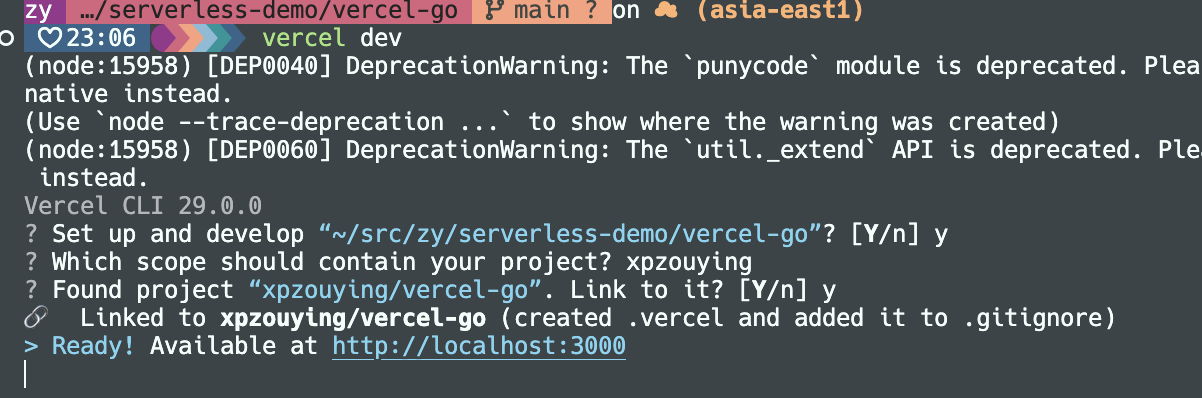 zy …/serverless-demo/vercel-go main ? on (asia-east1)
23:06 vercel dev
(node:15958) [DEP0040] DeprecationWarning: The `punycode` module is deprecated. Plea
native instead.
(Use `node --trace-deprecation ...` to show where the warning was created)
(node:15958) [DEP0060] DeprecationWarning: The `util._extend` API is deprecated. Plea
instead.
Vercel CLI 29.0.0
? Set up and develop “~/src/zy/serverless-demo/vercel-go”? [Y/n] y
? Which scope should contain your project? xpzouying
? Found project “xpzouying/vercel-go”. Link to it? [Y/n] y
🔗 Linked to xpzouying/vercel-go (created .vercel and added it to .gitignore)
> Ready! Available at http://localhost:3000